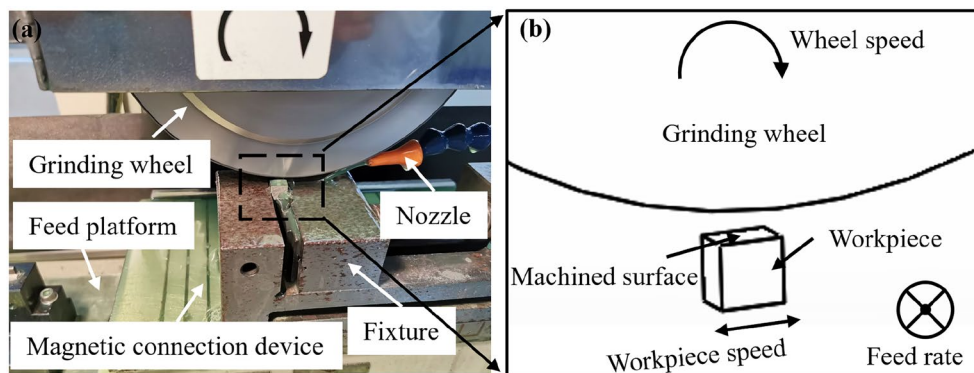 (a)
Grinding wheel
Feed platform
Magnetic connection device
Nozzle
Fixture
(b)
Wheel speed
Grinding wheel
Workpiece
Machined surface
Workpiece speed
Feed rate